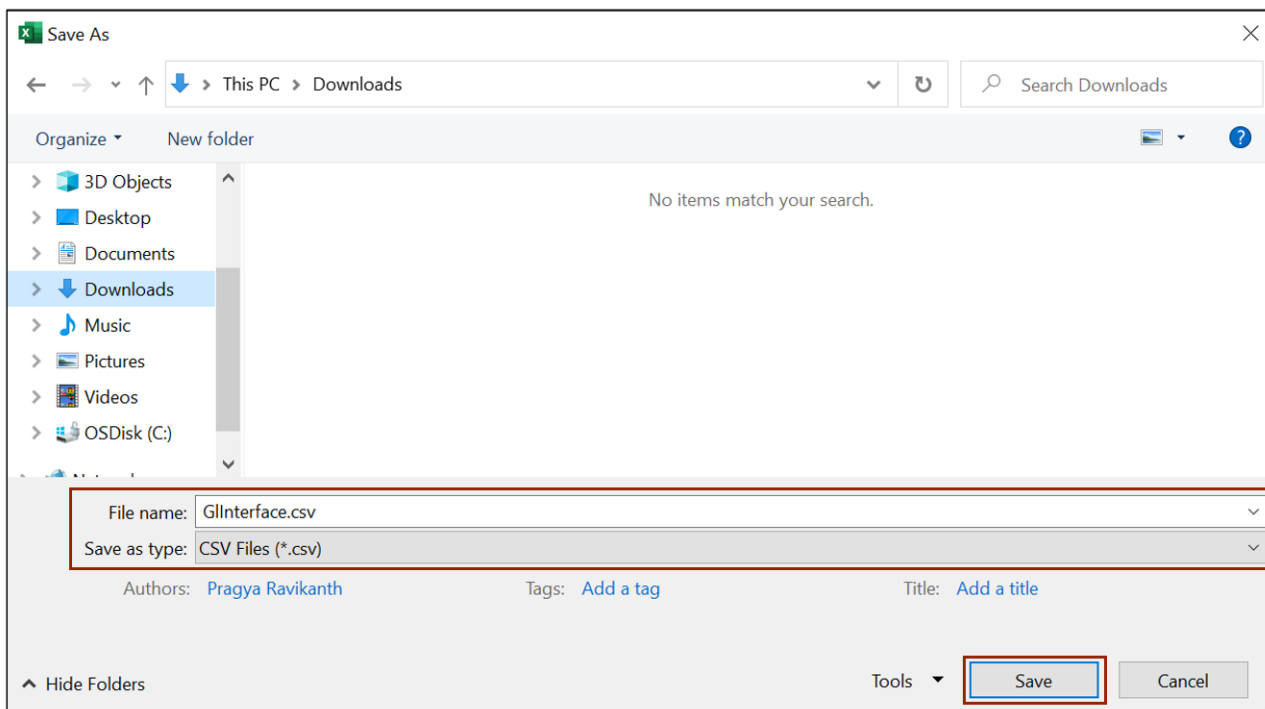 Save As
This PC > Downloads
Search Downloads
Organize
New folder
3D Objects
Desktop
Documents
Downloads
Music
Pictures
Videos
OSDisk (C:)
No items match your search.
File name: GlInterface.csv
Save as type: CSV Files (*.csv)
Authors: Pragya Ravikanth
Tags: Add a tag
Title: Add a title
Hide Folders
Tools
Save
Cancel